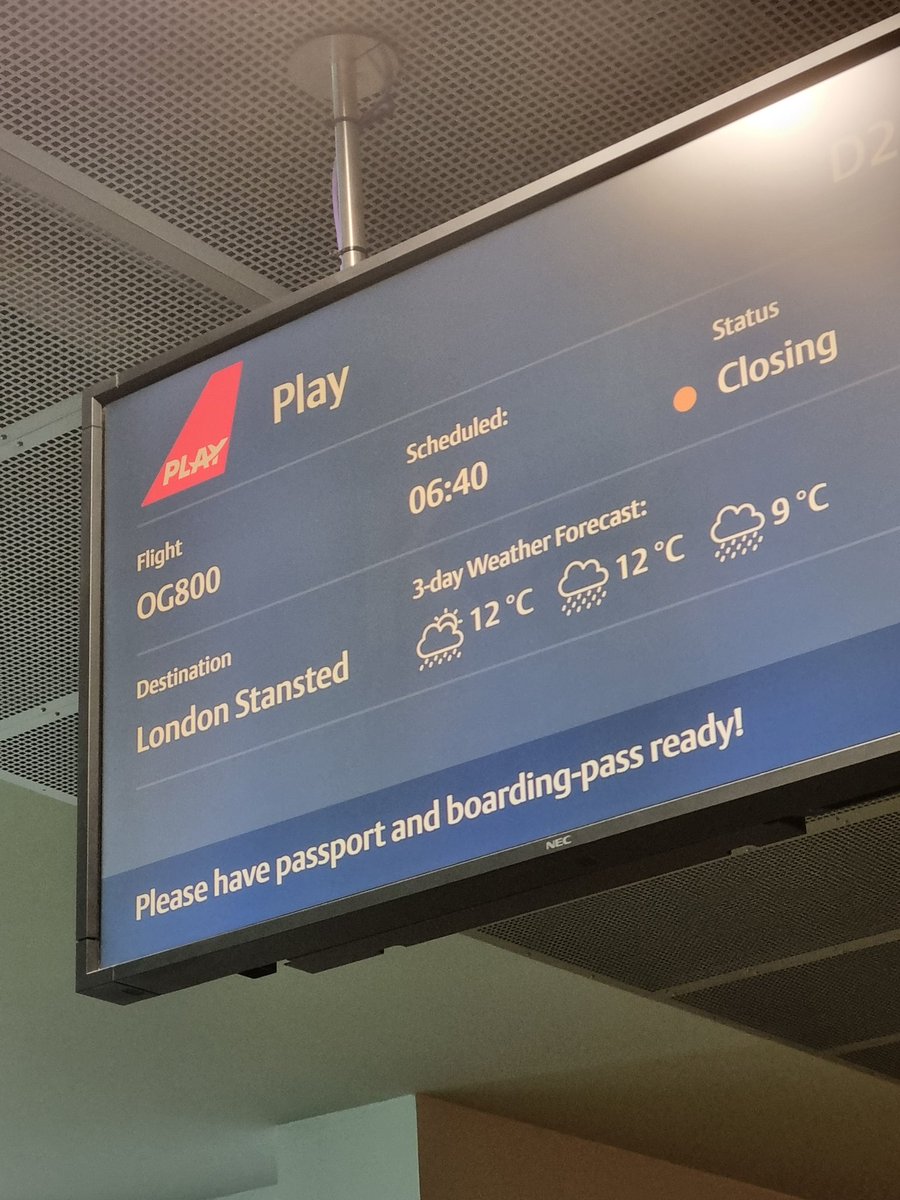 D2
PLAY
Play
Status
Closing
Scheduled:
06:40
Flight
OG800
3-day Weather Forecast:
12 °C 12 °C 9 °C
Destination
London Stansted
Please have passport and boarding-pass ready!
NEC